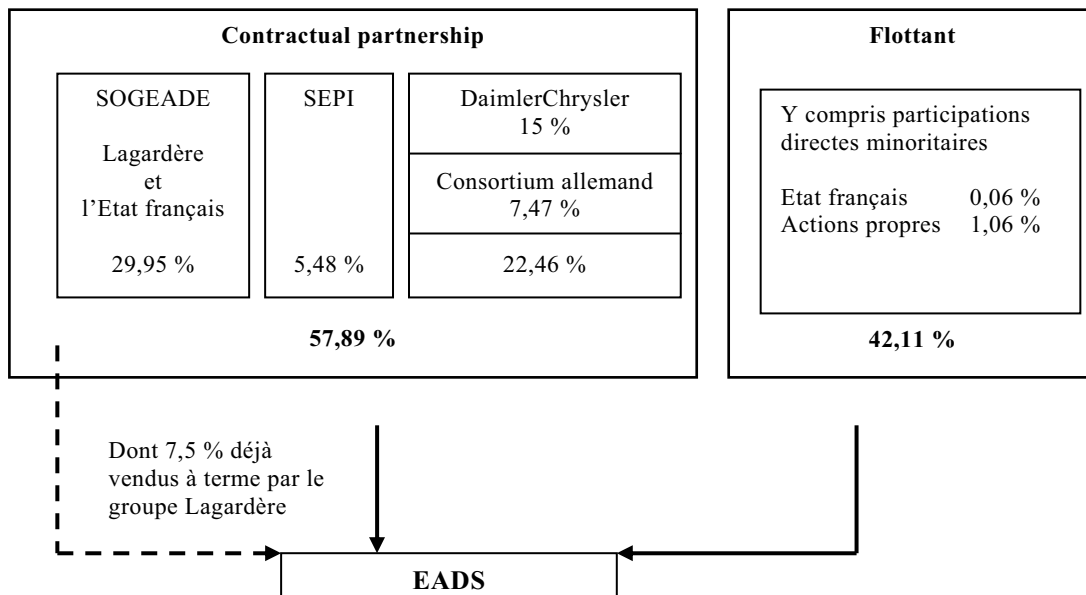 Contractual partnership
SOGEADE
Lagardère
et
l’Etat français
29,95 %
SEPI
5,48 %
DaimlerChrysler
15 %
Consortium allemand
7,47 %
22,46 %
57,89 %
Flottant
Y compris participations
directes minoritaires
Etat français 0,06 %
Actions propres 1,06 %
42,11 %
Dont 7,5 % déjà
vendus à terme par le
groupe Lagardère
EADS